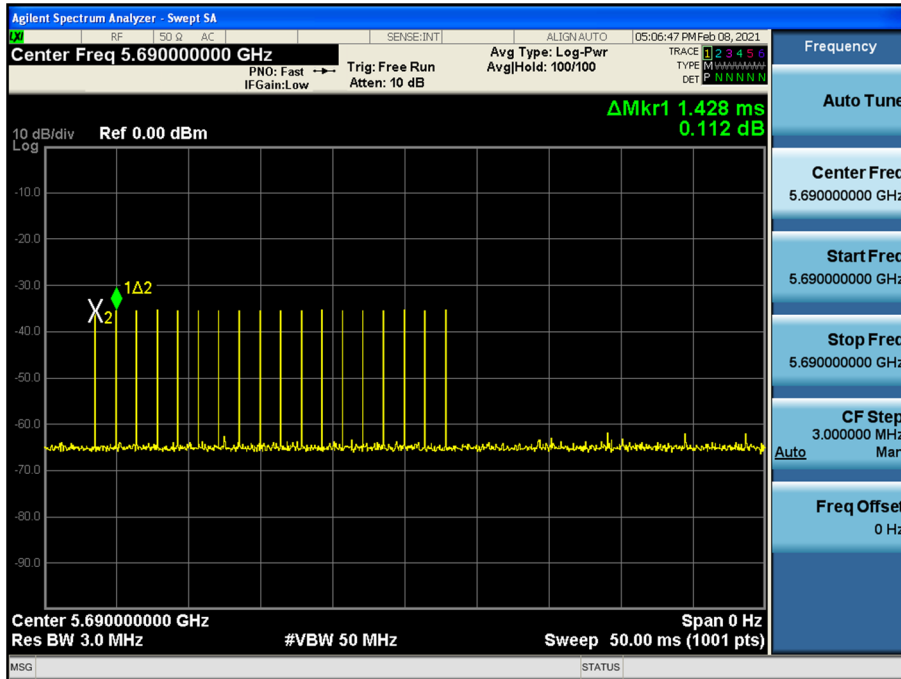 Agilent Spectrum Analyzer - Swept SA
LXI RF 50 Ω AC SENSE:INT ALIGN AUTO 05:06:47 PM Feb 08, 2021
Center Freq 5.690000000 GHz
PNO: Fast
IFGain:Low
Trig: Free Run
Atten: 10 dB
Avg Type: Log-Pwr
Avg|Hold: 100/100
TRACE 1 2 3 4 5 6
TYPE M
DET P N N N N N
ΔMkr1 1.428 ms
0.112 dB
10 dB/div Ref 0.00 dBm
Log
-10.0
-20.0
-30.0
1Δ2
X2
-40.0
-50.0
-60.0
-70.0
-80.0
-90.0
Center 5.690000000 GHz Span 0 Hz
Res BW 3.0 MHz #VBW 50 MHz Sweep 50.00 ms (1001 pts)
MSG STATUS
Frequency
Auto Tune
Center Freq
5.690000000 GHz
Start Freq
5.690000000 GHz
Stop Freq
5.690000000 GHz
CF Step
3.000000 MHz
Auto Man
Freq Offset
0 Hz